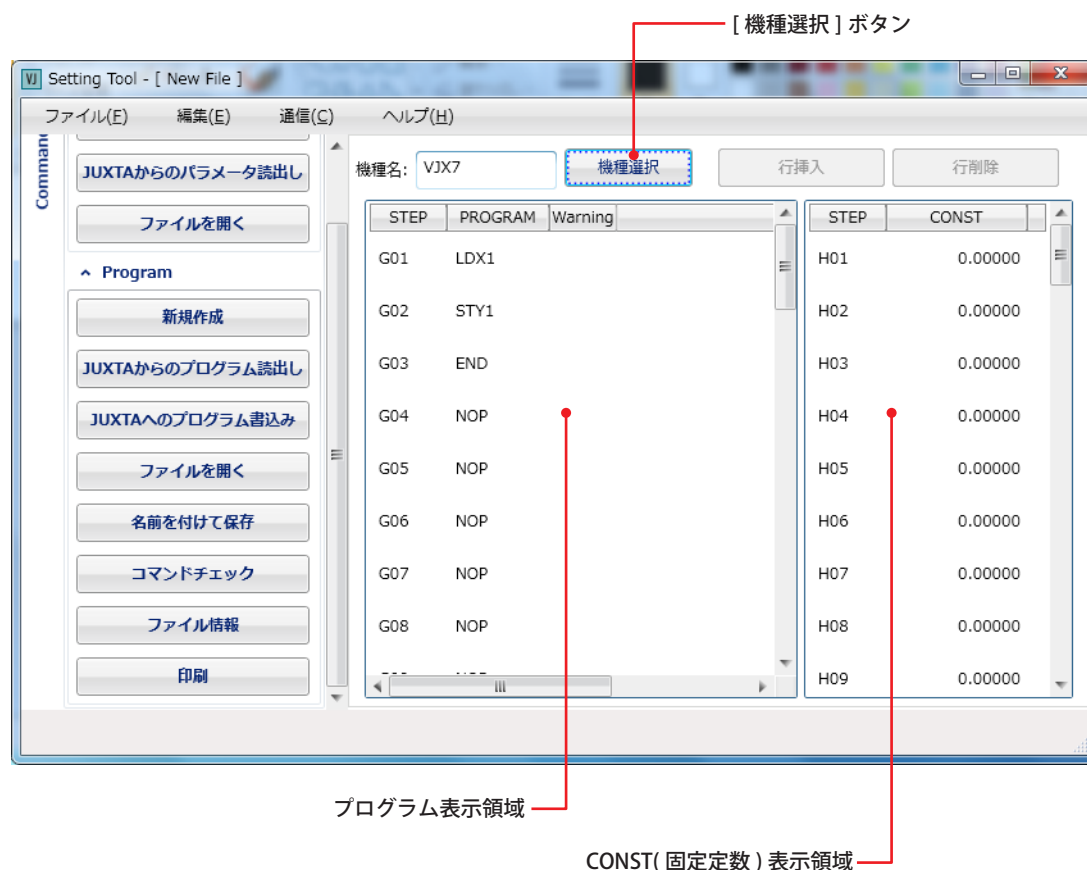 [ 機種選択 ] ボタン
VJ Setting Tool - [ New File ]
ファイル(F) 編集(E) 通信(C) ヘルプ(H)
JUXTAからのパラメータ読出し
ファイルを開く
Program
新規作成
JUXTAからのプログラム読出し
JUXTAへのプログラム書込み
ファイルを開く
名前を付けて保存
コマンドチェック
ファイル情報
印刷
機種名: VJX7 機種選択 行挿入 行削除
STEP PROGRAM Warning
G01 LDX1
G02 STY1
G03 END
G04 NOP
G05 NOP
G06 NOP
G07 NOP
G08 NOP
STEP CONST
H01 0.00000
H02 0.00000
H03 0.00000
H04 0.00000
H05 0.00000
H06 0.00000
H07 0.00000
H08 0.00000
H09 0.00000
プログラム表示領域
CONST( 固定定数 ) 表示領域